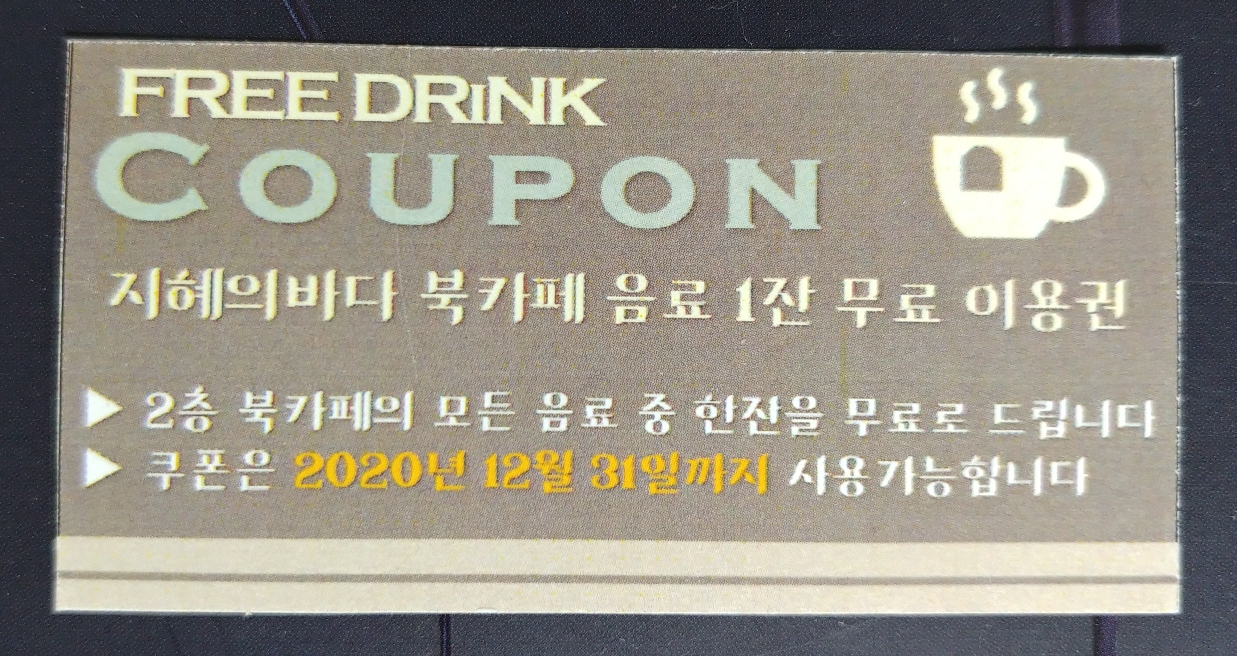 FREE DRiNK
COUPON
지혜의바다 북카페 음료 1잔 무료 이용권
▶ 2층 북카페의 모든 음료 중 한잔을 무료로 드립니다
▶ 쿠폰은 2020년 12월 31일까지 사용가능합니다